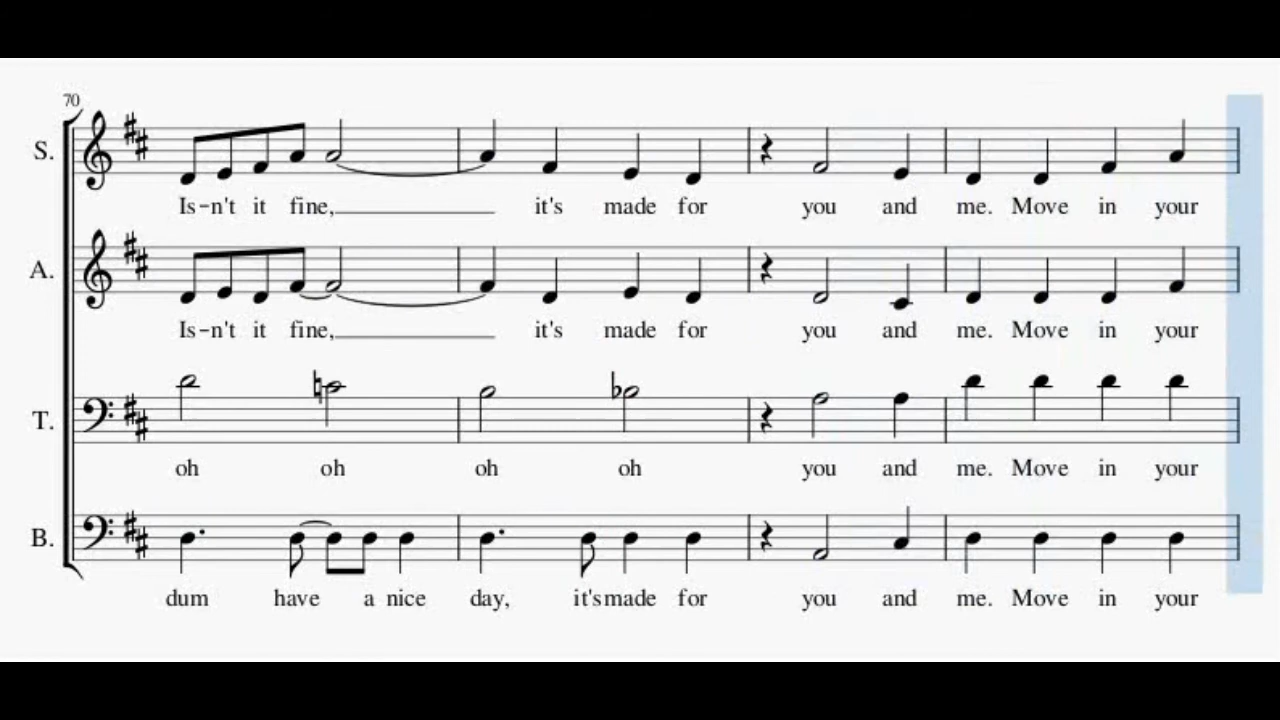 70
S.
Is-n't it fine, it's made for you and me. Move in your
A.
Is-n't it fine, it's made for you and me. Move in your
T.
oh oh oh oh you and me. Move in your
B.
dum have a nice day, it's made for you and me. Move in your